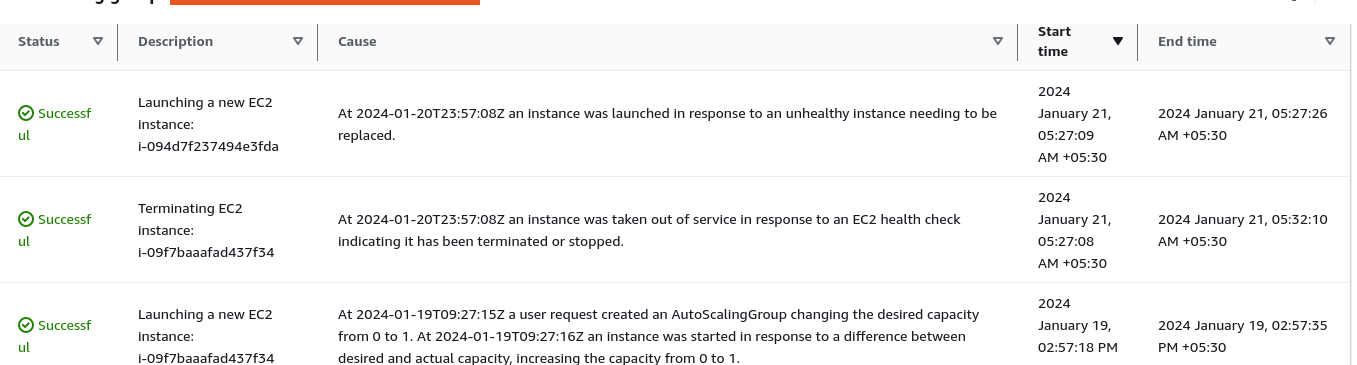 Status
Description
Cause
Start
time
End time
Successf
ul
Launching a new EC2
instance:
i-094d7f237494e3fda
At 2024-01-20T23:57:08Z an instance was launched in response to an unhealthy instance needing to be
replaced.
2024
January 21,
05:27:09
AM +05:30
2024 January 21, 05:27:26
AM +05:30
Successf
ul
Terminating EC2
instance:
i-09f7baaafad437f34
At 2024-01-20T23:57:08Z an instance was taken out of service in response to an EC2 health check
indicating it has been terminated or stopped.
2024
January 21,
05:27:08
AM +05:30
2024 January 21, 05:32:10
AM +05:30
Successf
ul
Launching a new EC2
instance:
i-09f7baaafad437f34
At 2024-01-19T09:27:15Z a user request created an AutoScalingGroup changing the desired capacity
from 0 to 1. At 2024-01-19T09:27:16Z an instance was started in response to a difference between
desired and actual capacity, increasing the capacity from 0 to 1.
2024
January 19,
02:57:18 PM
2024 January 19, 02:57:35
PM +05:30